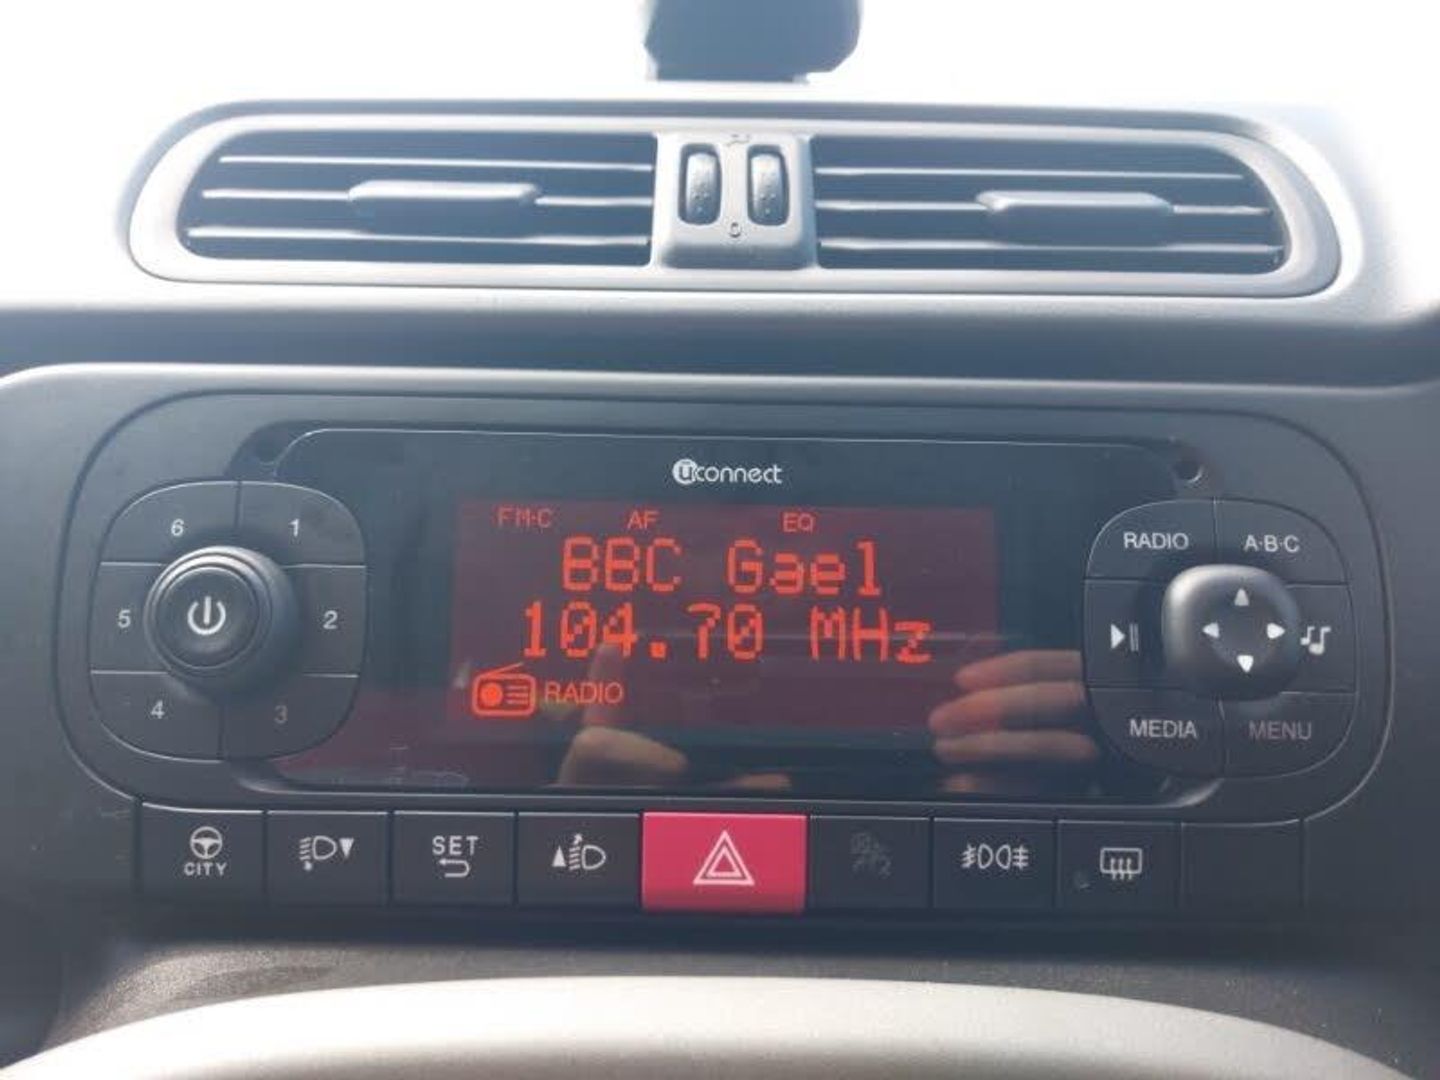 uconnect
FM-C AF EQ
BBC Gael
104.70 MHz
RADIO
6 1
5 2
4 3
RADIO A·B·C
MEDIA MENU
CITY
SET